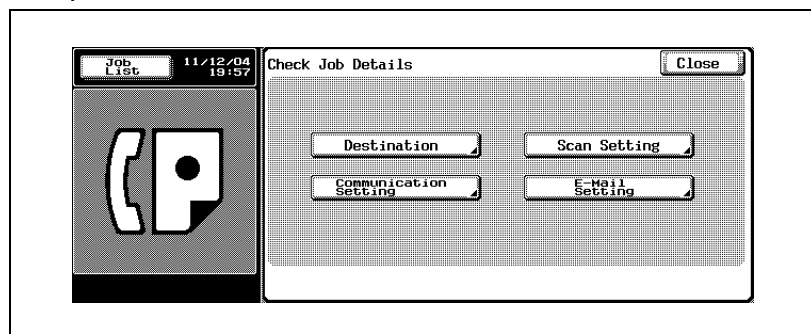 Job
List
11/12/04
19:57
Check Job Details
Close
Destination
Scan Setting
Communication
Setting
E-Mail
Setting